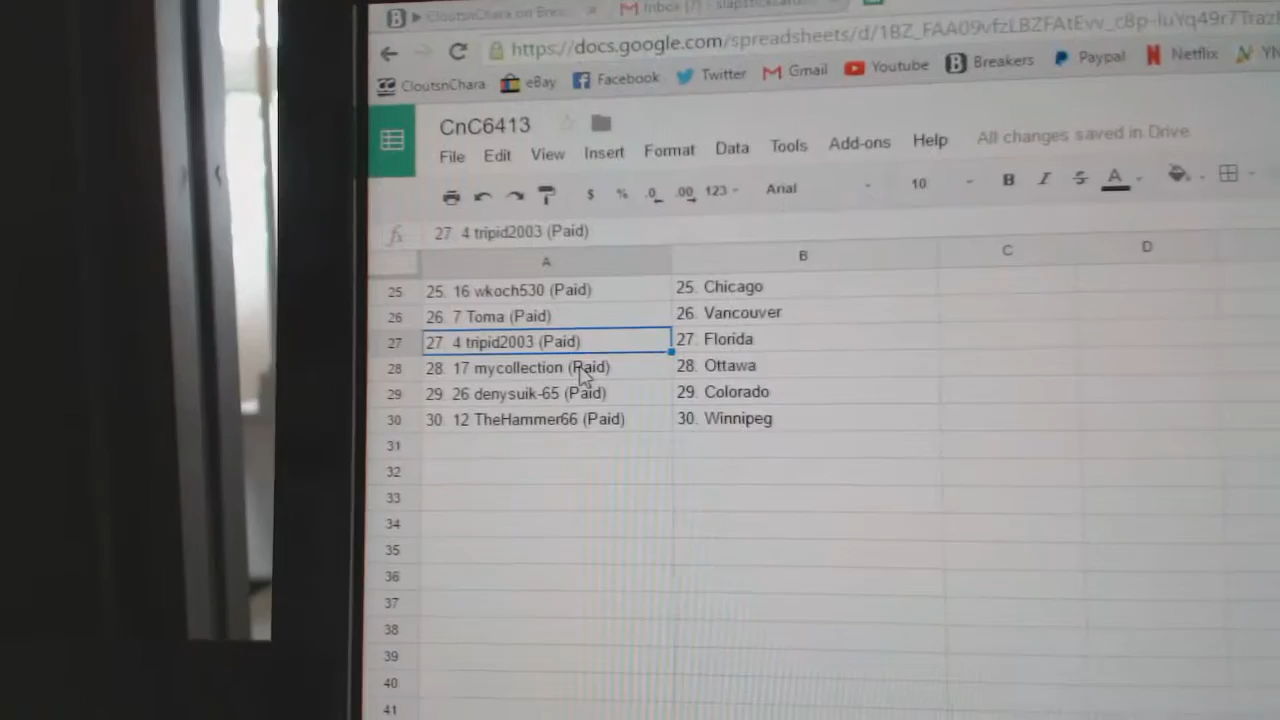 CloutsnChara on Brea
Inbox
https://docs.google.com/spreadsheets/d/1BZ_FAA09vfzLBZFAtEvv_c8p-IuYq49r7Traz
CloutsnChara eBay Facebook Twitter Gmail Youtube Breakers Paypal Netflix
CnC6413
File Edit View Insert Format Data Tools Add-ons Help All changes saved in Drive
$ % .0 .00 123 Arial 10 B I S A
fx 27. 4 tripid2003 (Paid)
A B C D
25 25. 16 wkoch530 (Paid) 25. Chicago
26 26. 7 Toma (Paid) 26. Vancouver
27 27. 4 tripid2003 (Paid) 27. Florida
28 28. 17 mycollection (Paid) 28. Ottawa
29 29. 26 denysuik-65 (Paid) 29. Colorado
30 30. 12 TheHammer66 (Paid) 30. Winnipeg
31
32
33
34
35
36
37
38
39
40
41